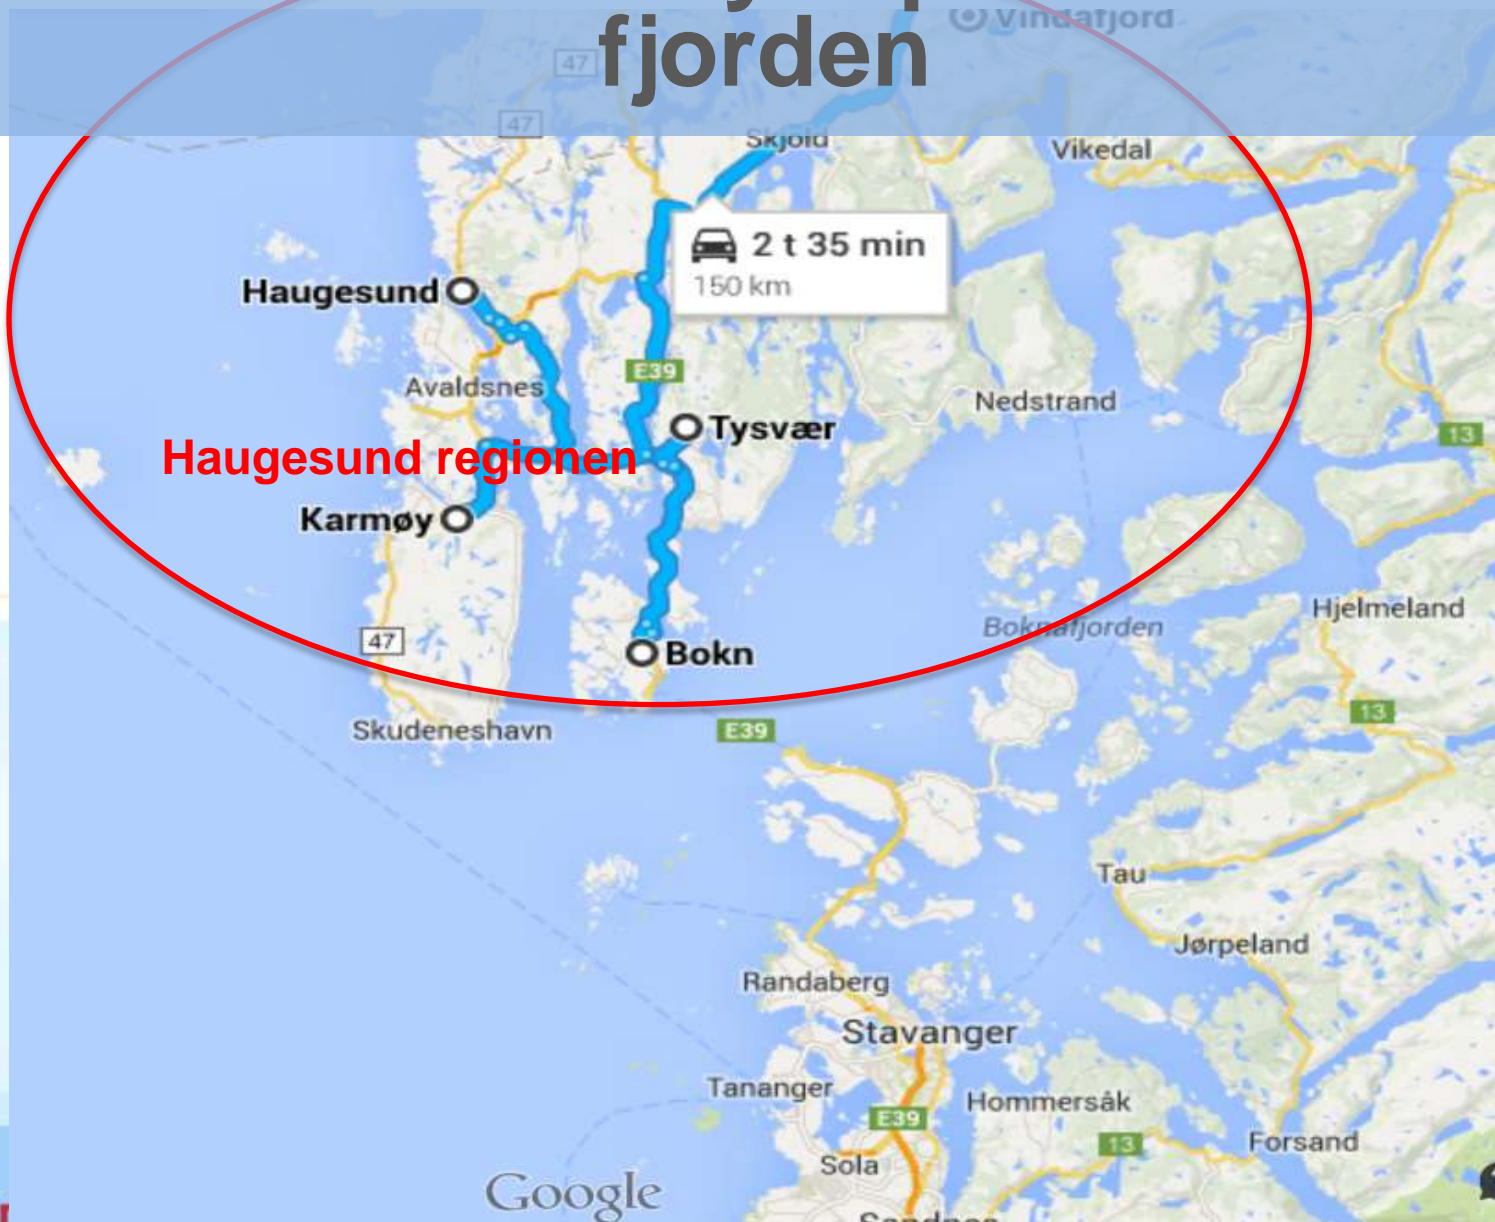 fjorden
Vindafjord
47
47
Skjold
Vikedal
2 t 35 min
150 km
Haugesund
E39
Avaldsnes
Nedstrand
Tysvær
13
Haugesund regionen
Karmøy
Hjelmeland
Boknafjorden
47
Bokn
13
Skudeneshavn
E39
Tau
Jørpeland
Randaberg
Stavanger
Tananger
Hommersåk
E39
13
Forsand
Sola
Google